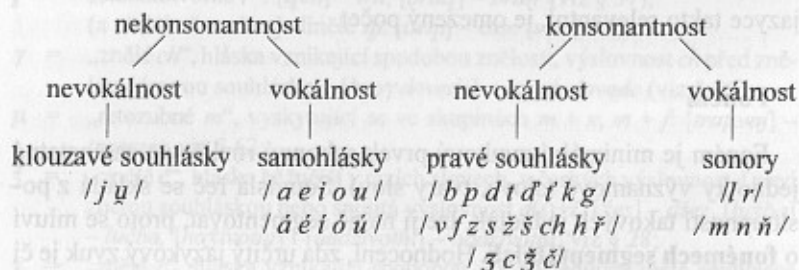 nekonsonantnost konsonantnost
nevokálnost vokálnost nevokálnost vokálnost
klouzavé souhlásky samohlásky pravé souhlásky sonory
/ j u̯ / / a e i o u / / b p d t ď ť k g / /l r/
/á é í ó ú/ /v f z s ž š ch h ř/ /m n ň/
/ ʒ c ǯ č/